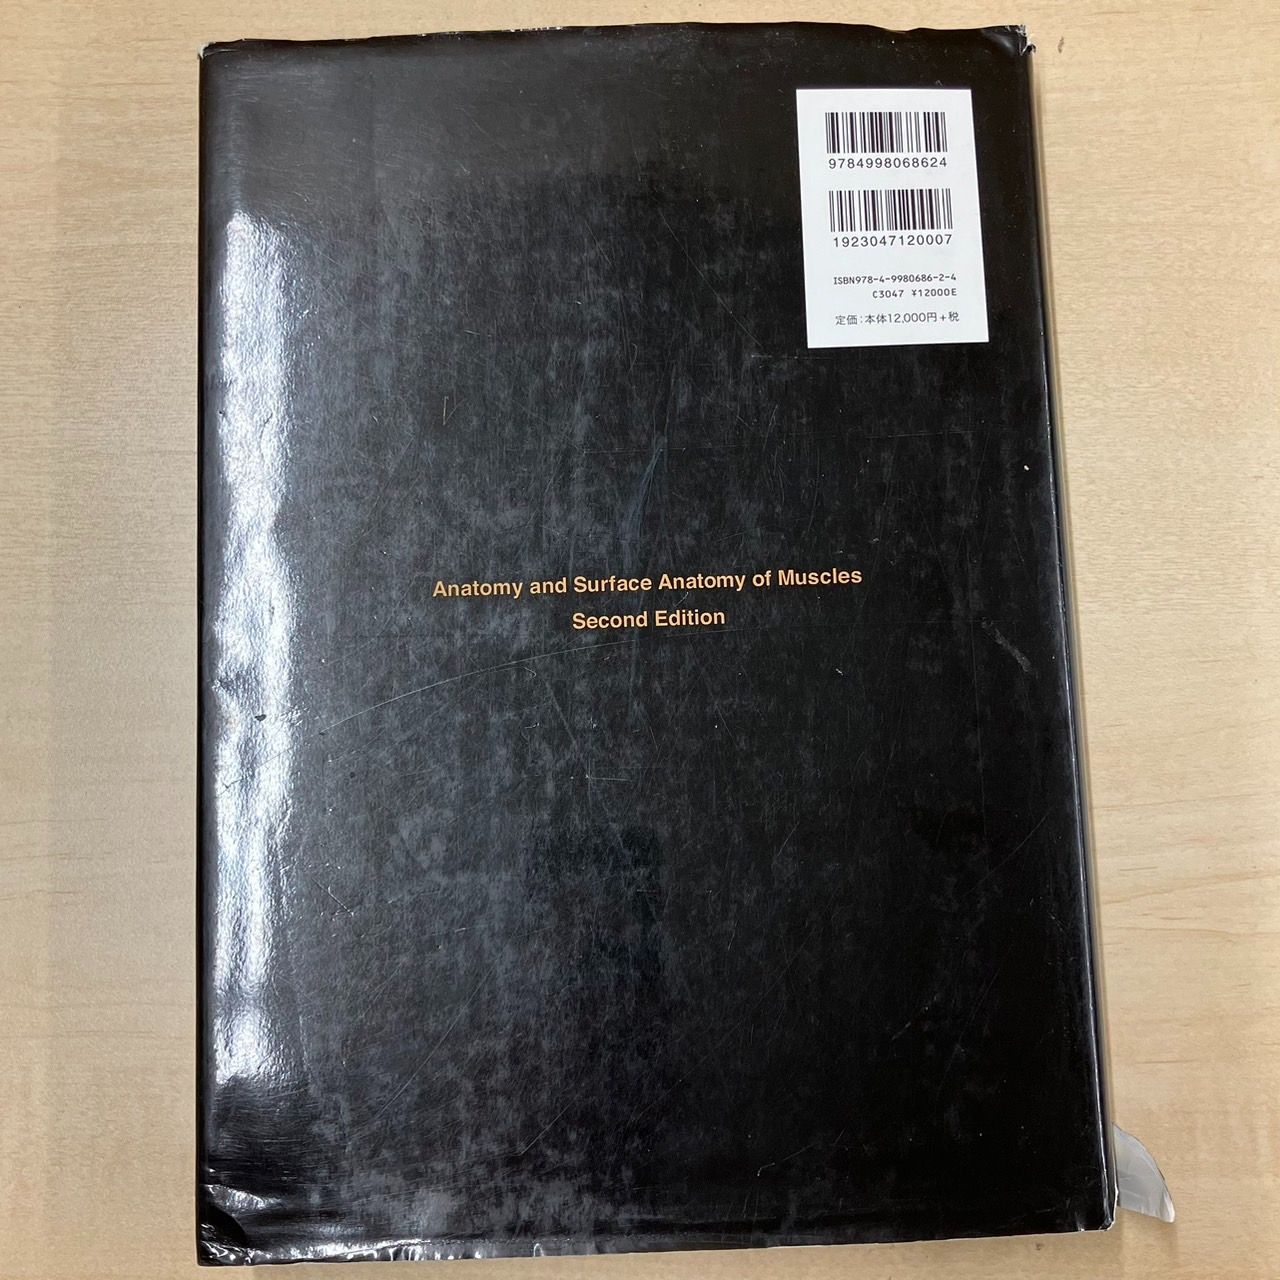 9784998068624
1923047120007
ISBN978-4-9980686-2-4
C3047 ¥12000E
定価:本体12,000円+税
Anatomy and Surface Anatomy of Muscles
Second Edition